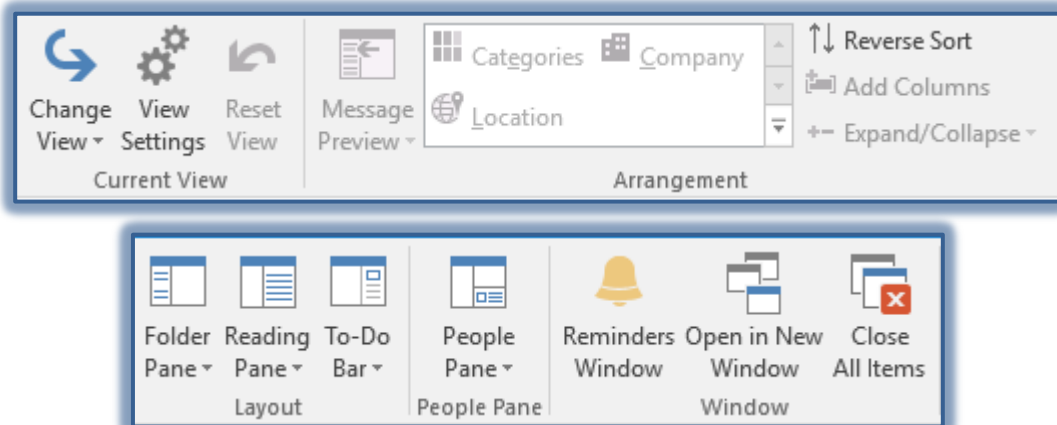 Change View
View Settings
Reset View
Message Preview
Categories
Company
Location
Reverse Sort
Add Columns
Expand/Collapse
Current View
Arrangement
Folder Pane
Reading Pane
To-Do Bar
People Pane
Reminders Window
Open in New Window
Close All Items
Layout
People Pane
Window